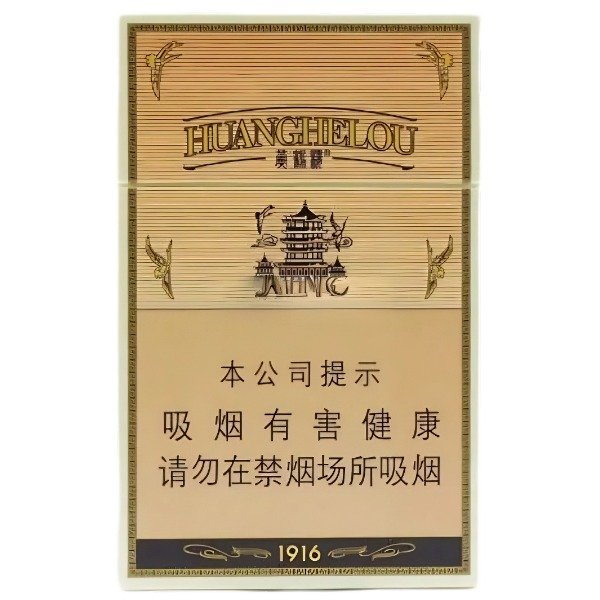 HUANGHELOU
黄鹤楼
本公司提示
吸烟有害健康
请勿在禁烟场所吸烟
1916